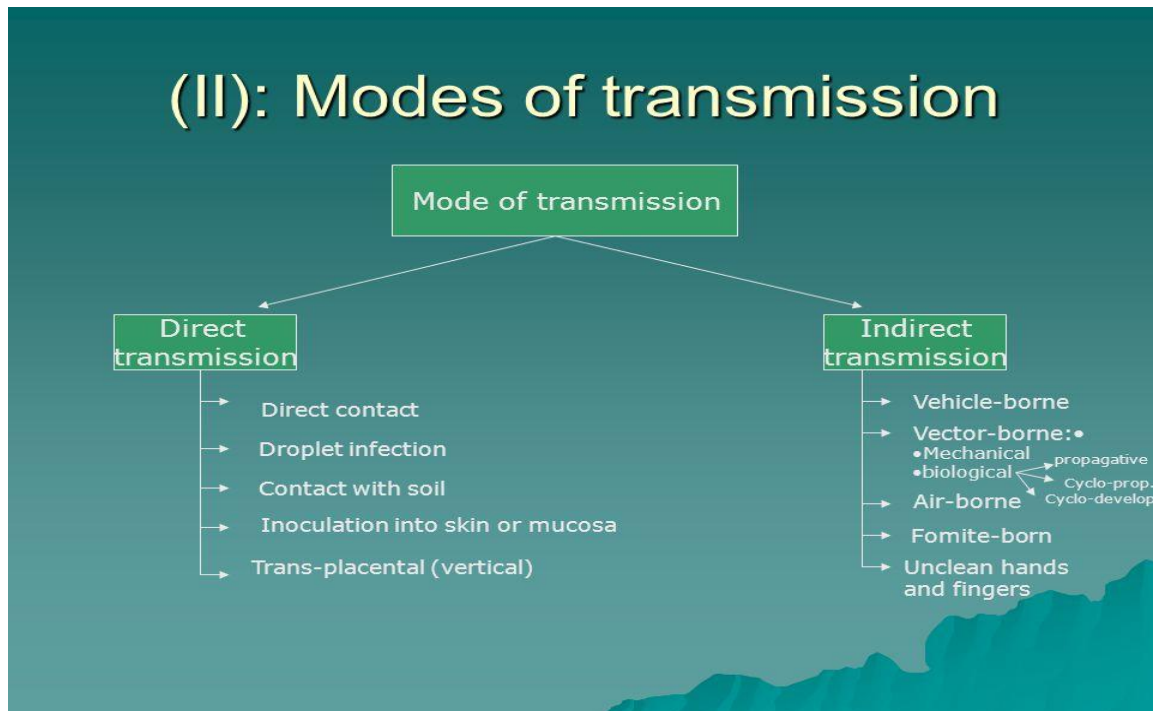 (II): Modes of transmission
Mode of transmission
Direct
transmission
Direct contact
Droplet infection
Contact with soil
Inoculation into skin or mucosa
Trans-placental (vertical)
Indirect
transmission
Vehicle-borne
Vector-borne:•
•Mechanical
•biological
propagative
Cyclo-prop.
Cyclo-develop
Air-borne
Fomite-born
Unclean hands
and fingers